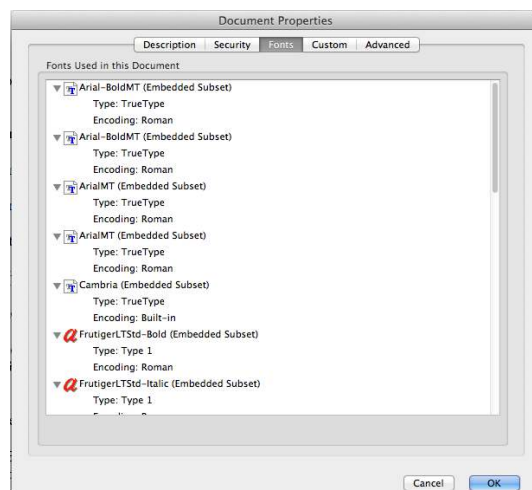 Document Properties
Description Security Fonts Custom Advanced
Fonts Used in this Document
Arial-BoldMT (Embedded Subset)
Type: TrueType
Encoding: Roman
Arial-BoldMT (Embedded Subset)
Type: TrueType
Encoding: Roman
ArialMT (Embedded Subset)
Type: TrueType
Encoding: Roman
ArialMT (Embedded Subset)
Type: TrueType
Encoding: Roman
Cambria (Embedded Subset)
Type: TrueType
Encoding: Built-in
FrutigerLTStd-Bold (Embedded Subset)
Type: Type 1
Encoding: Roman
FrutigerLTStd-Italic (Embedded Subset)
Type: Type 1
Cancel OK